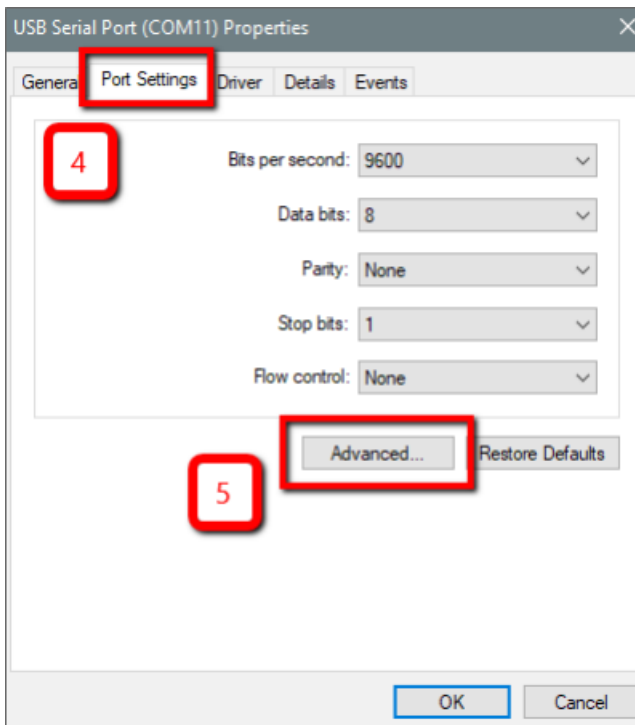 USB Serial Port (COM11) Properties
General Port Settings Driver Details Events
4
Bits per second: 9600
Data bits: 8
Parity: None
Stop bits: 1
Flow control: None
Advanced... Restore Defaults
5
OK Cancel